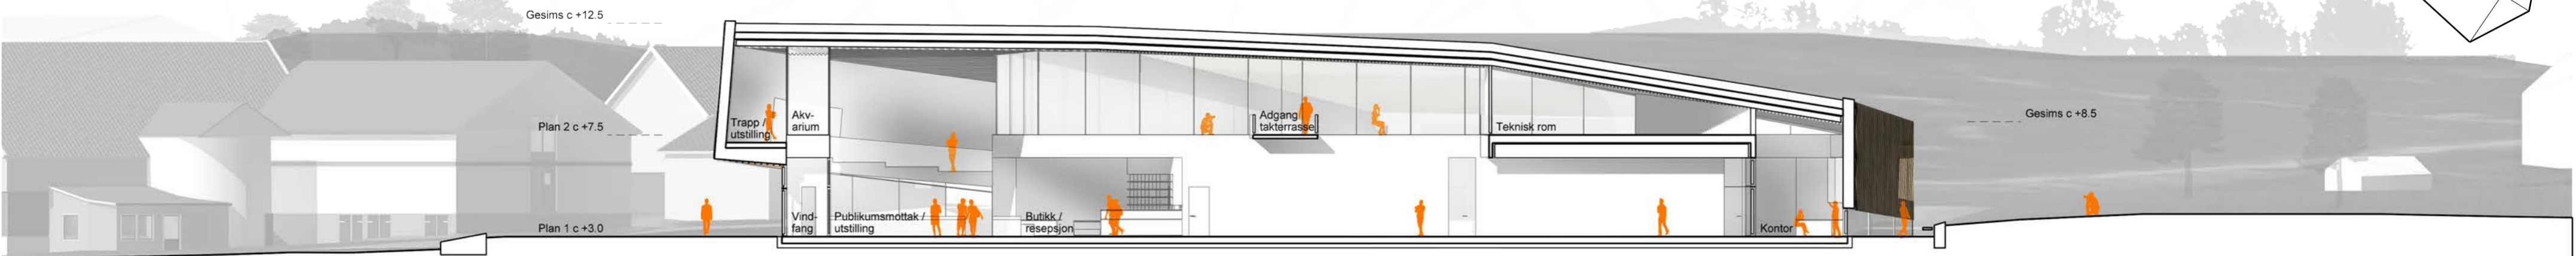 Gesims c +12.5
Plan 2 c +7.5
Plan 1 c +3.0
Trapp /
utstilling
Akv-
arium
Adgang
takterrasse
Teknisk rom
Vind-
fang
Publikumsmottak /
utstilling
Butikk /
resepsjon
Kontor
Gesims c +8.5